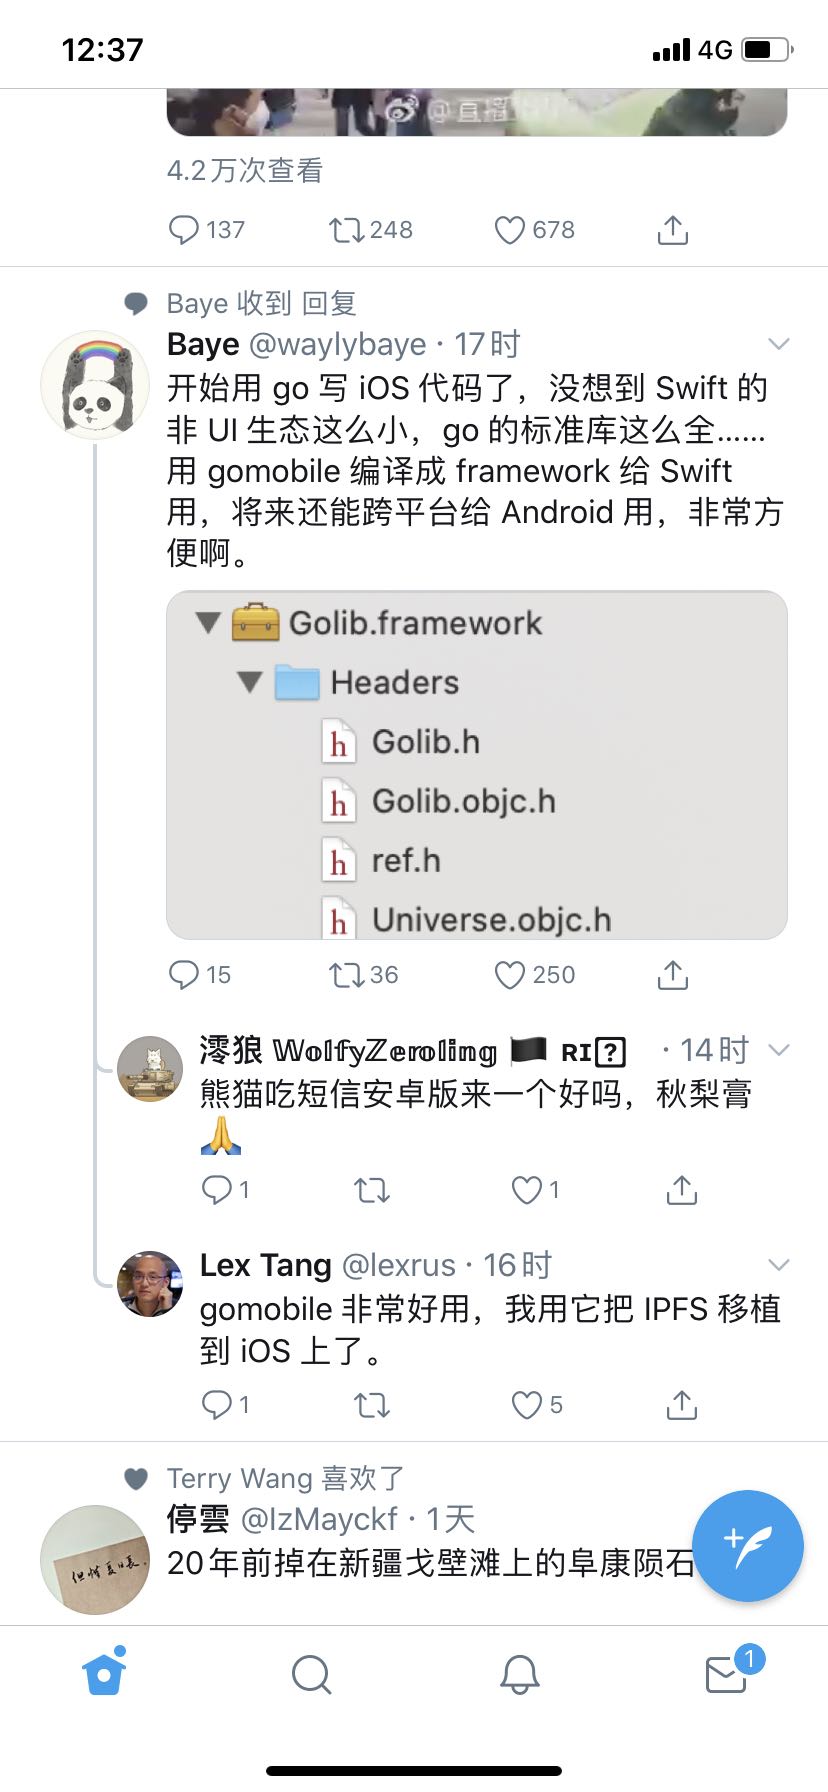 12:37
4G
4.2万次查看
137 248 678
Baye 收到 回复
Baye @waylybaye · 17时
开始用 go 写 iOS 代码了，没想到 Swift 的
非 UI 生态这么小，go 的标准库这么全……
用 gomobile 编译成 framework 给 Swift
用，将来还能跨平台给 Android 用，非常方
便啊。
Golib.framework
Headers
h Golib.h
h Golib.objc.h
h ref.h
h Universe.objc.h
15 36 250
澪狼 𝕎𝕠𝕝𝕗𝕪ℤ𝕖𝕣𝕠𝕝𝕚𝕟𝕘 🏴 RI⍰ · 14时
熊猫吃短信安卓版来一个好吗，秋梨膏
🙏
1 1
Lex Tang @lexrus · 16时
gomobile 非常好用，我用它把 IPFS 移植
到 iOS 上了。
1 5
Terry Wang 喜欢了
停雲 @IzMayckf · 1天
20年前掉在新疆戈壁滩上的阜康陨石
1